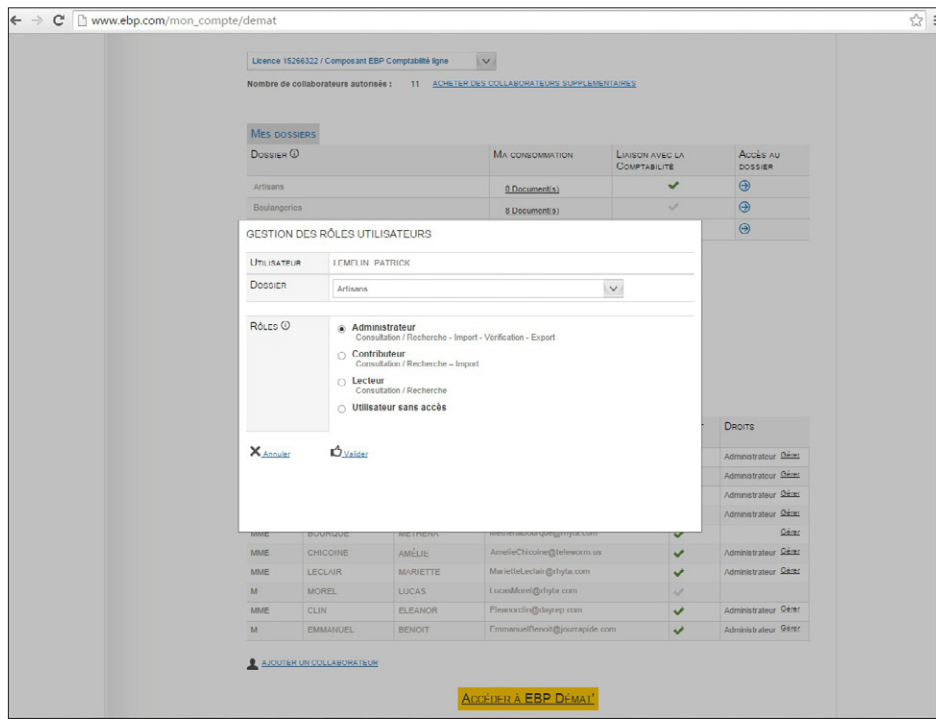 www.ebp.com/mon_compte/demat
Licence 15266322 / Composant EBP Comptabilité ligne
Nombre de collaborateurs autorisés : 11 ACHETER DES COLLABORATEURS SUPPLEMENTAIRES
MES DOSSIERS
DOSSIER MA CONSOMMATION LIAISON AVEC LA COMPTABILITÉ ACCÈS AU DOSSIER
Artisans 0 Document(s)
Boulangeries 8 Document(s)
GESTION DES RÔLES UTILISATEURS
UTILISATEUR LEMELIN PATRICK
DOSSIER Artisans
RÔLES Administrateur
Consultation / Recherche - Import - Vérification - Export
Contributeur
Consultation / Recherche – Import
Lecteur
Consultation / Recherche
Utilisateur sans accès
Annuler Valider
DROITS
Administrateur Gérer
Administrateur Gérer
Administrateur Gérer
Administrateur Gérer
MME BOURQUE METHENA Gérer
MME CHICOINE AMÉLIE AmelieChicoine@teleworm.us Administrateur Gérer
MME LECLAIR MARIETTE MarietteLeclair@rhyta.com Administrateur Gérer
M MOREL LUCAS LucasMorel@rhyta.com
MME CLIN ELEANOR Eleanorclin@dayrep.com Administrateur Gérer
M EMMANUEL BENOIT EmmanuelBenoit@jourrapide.com Administrateur Gérer
AJOUTER UN COLLABORATEUR
ACCÉDER À EBP DÉMAT'